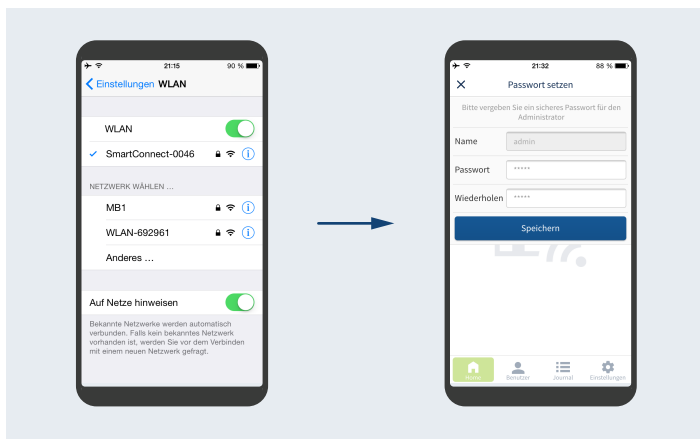 21:15
90 %
Einstellungen WLAN
WLAN
SmartConnect-0046
NETZWERK WÄHLEN ...
MB1
WLAN-692961
Anderes ...
Auf Netze hinweisen
Bekannte Netzwerke werden automatisch
verbunden. Falls kein bekanntes Netzwerk
vorhanden ist, werden Sie vor dem Verbinden
mit einem neuen Netzwerk gefragt.
21:32
88 %
Passwort setzen
Bitte vergeben Sie ein sicheres Passwort für den
Administrator
Name admin
Passwort *****
Wiederholen *****
Speichern
Home Benutzer Journal Einstellungen